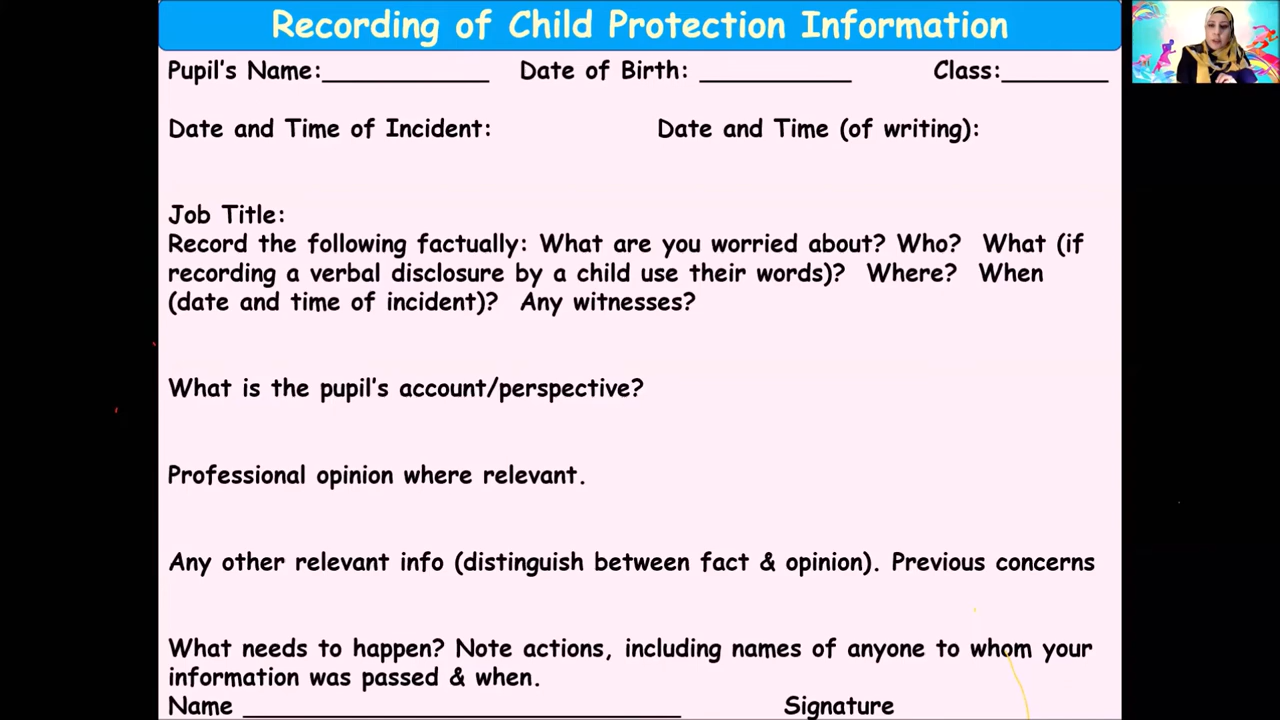 Recording of Child Protection Information
Pupil's Name:____________ Date of Birth: ___________ Class:________
Date and Time of Incident: Date and Time (of writing):
Job Title:
Record the following factually: What are you worried about? Who? What (if
recording a verbal disclosure by a child use their words)? Where? When
(date and time of incident)? Any witnesses?
What is the pupil's account/perspective?
Professional opinion where relevant.
Any other relevant info (distinguish between fact & opinion). Previous concerns
What needs to happen? Note actions, including names of anyone to whom your
information was passed & when.
Name ________________________________ Signature